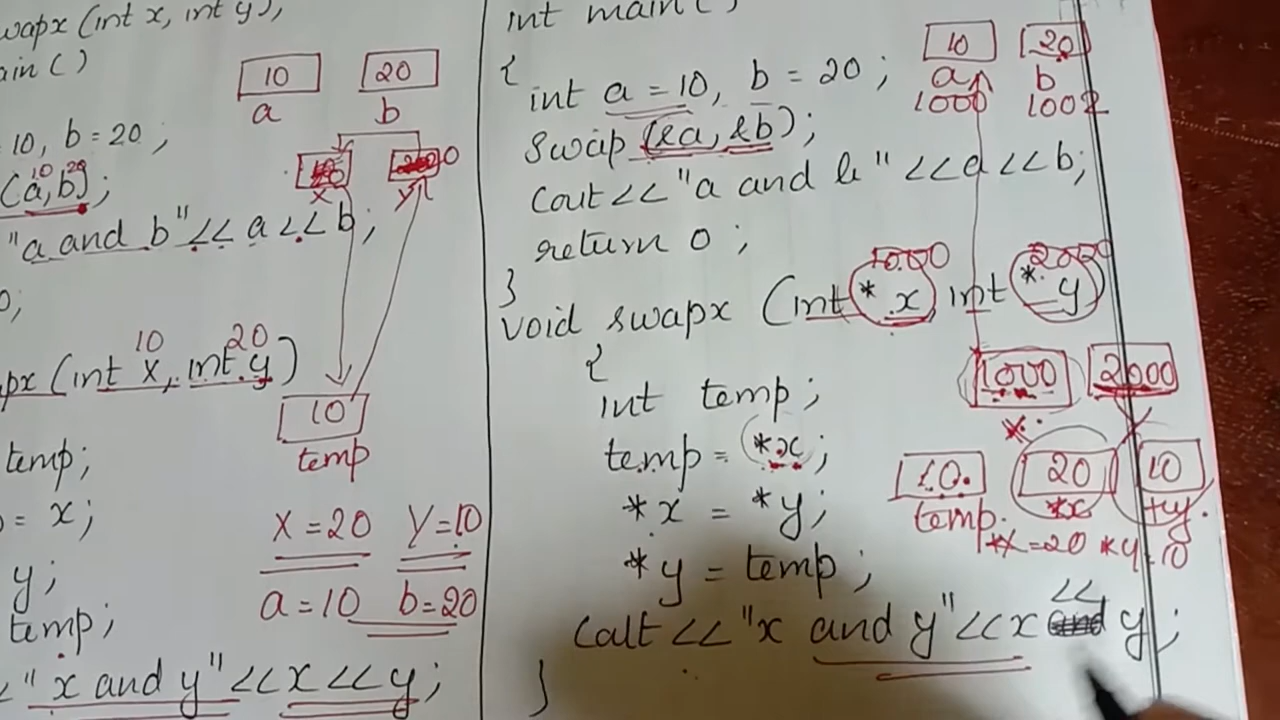 swapx (int x, int y);
main ( )
10 20
a b
10, b = 20 ;
10 20
(a, b);
x y
"a and b" << a << b ;
0;
10 20
px (int x, int y)
10
temp
temp;
= x;
X = 20 Y = 10
y;
a = 10 b = 20
temp;
< " x and y" << x << y ;
int main ( )
{
10 20
a b
1000 1002
int a = 10, b = 20 ;
Swap (&a, &b);
Cout << "a and b" << a << b;
return 0 ;
}
1000 2000
void swapx (int * x, int * y)
{
1000 2000
int temp ;
x
temp = *x ;
10 20 10
temp *x *y
*x = *y;
*x = 20 *y = 10
*y = temp ;
<<
Cout << "x and y" << x y ;
}